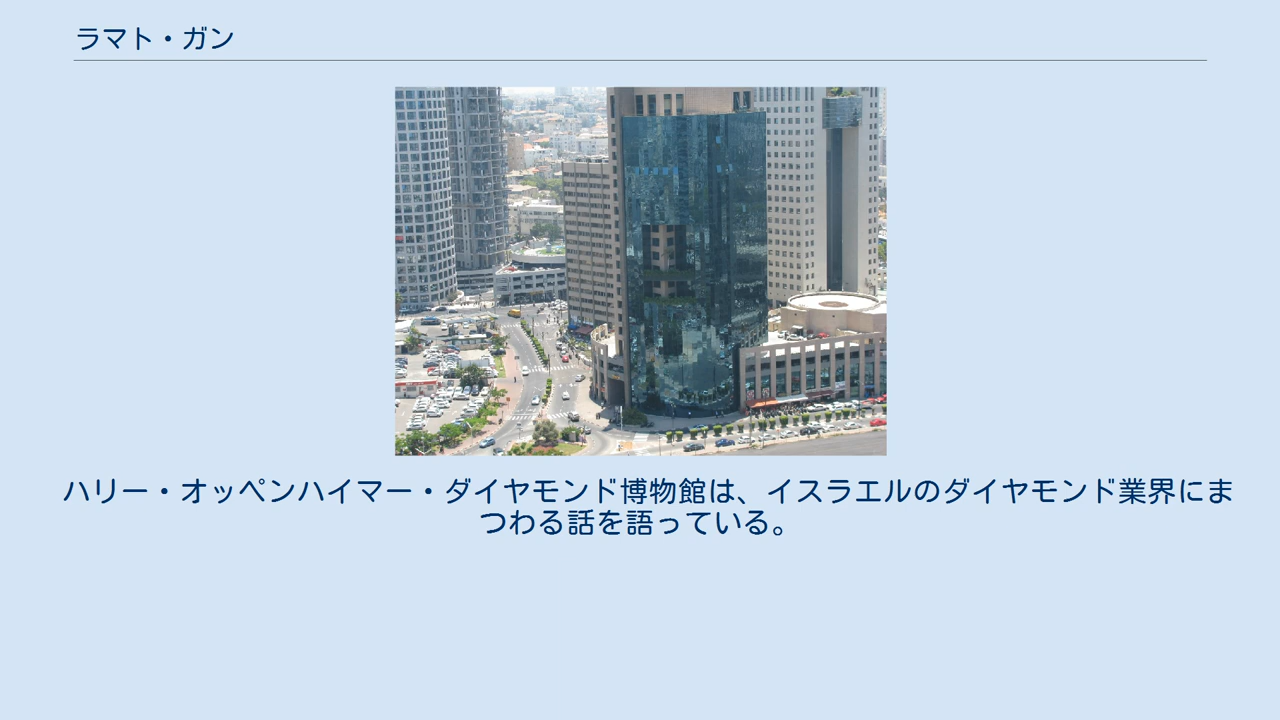 ラマト・ガン
ハリー・オッペンハイマー・ダイヤモンド博物館は、イスラエルのダイヤモンド業界にま
つわる話を語っている。